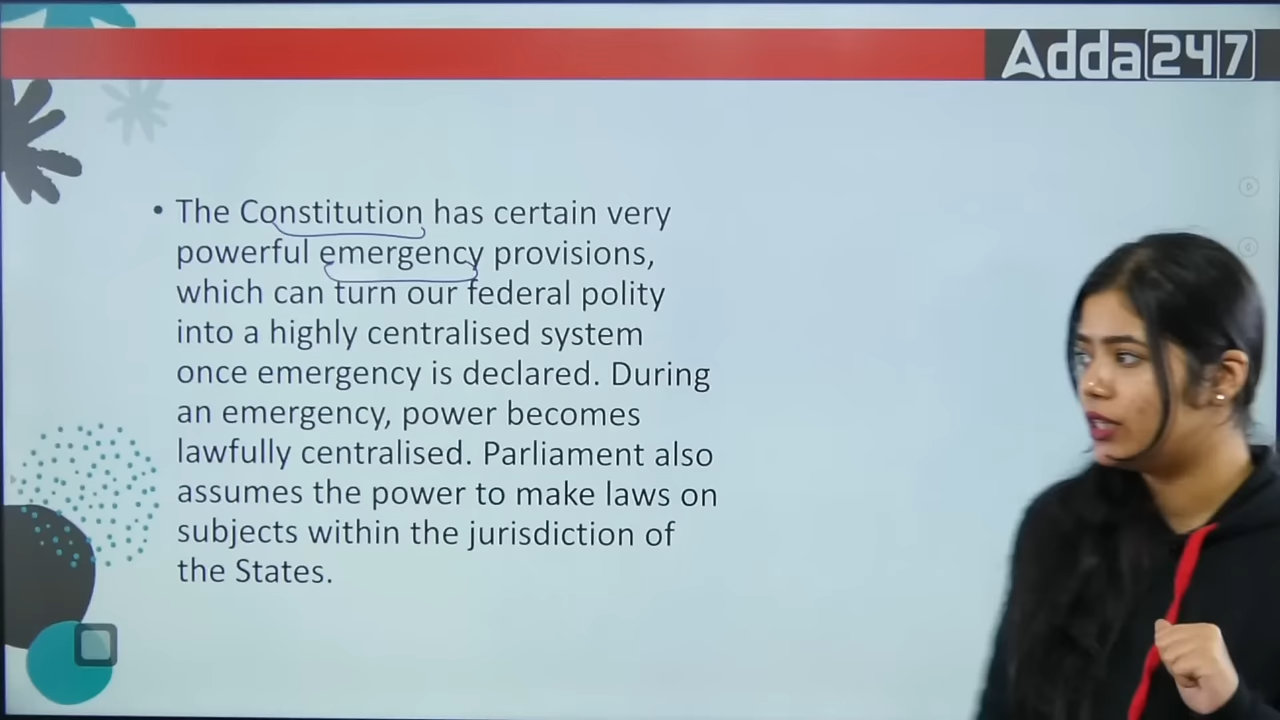 Adda247
• The Constitution has certain very
powerful emergency provisions,
which can turn our federal polity
into a highly centralised system
once emergency is declared. During
an emergency, power becomes
lawfully centralised. Parliament also
assumes the power to make laws on
subjects within the jurisdiction of
the States.